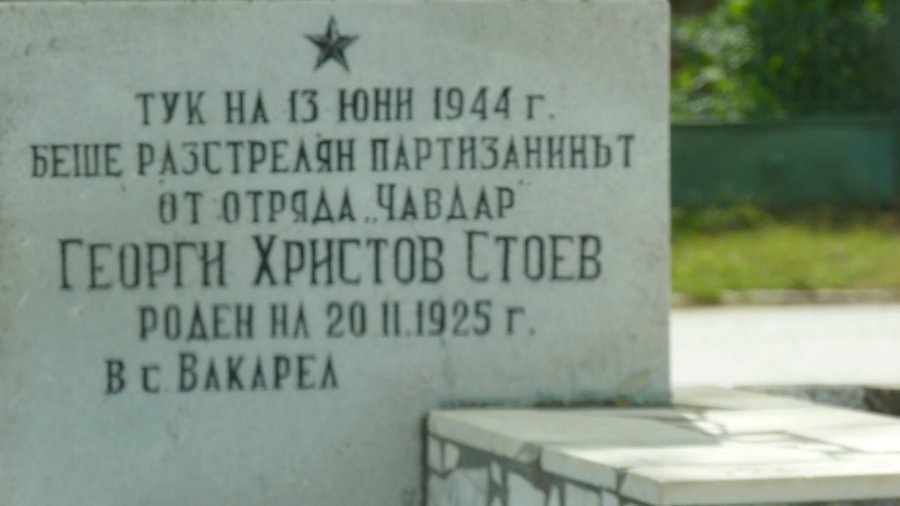 ТУК НА 13 ЮНИ 1944 г.
БЕШЕ РАЗСТРЕЛЯН ПАРТИЗАНИНЪТ
ОТ ОТРЯДА „ЧАВДАР"
ГЕОРГИ ХРИСТОВ СТОЕВ
РОДЕН НА 20 II.1925 г.
В с. ВАКАРЕЛ